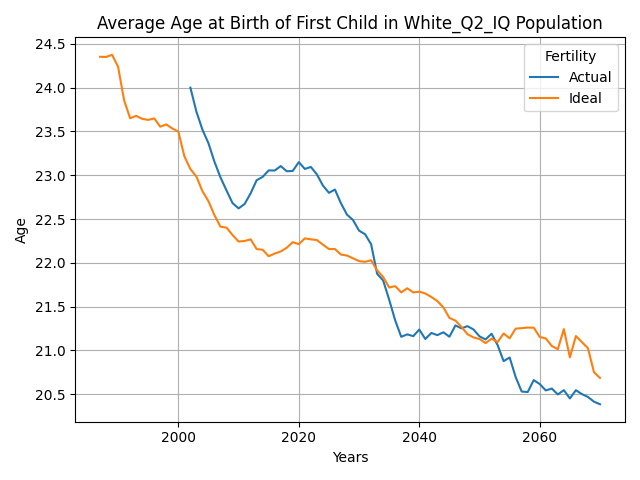 Average Age at Birth of First Child in White_Q2_IQ Population
24.5
24.0
23.5
23.0
22.5
22.0
21.5
21.0
20.5
Age
Fertility
Actual
Ideal
2000
2020
2040
2060
Years